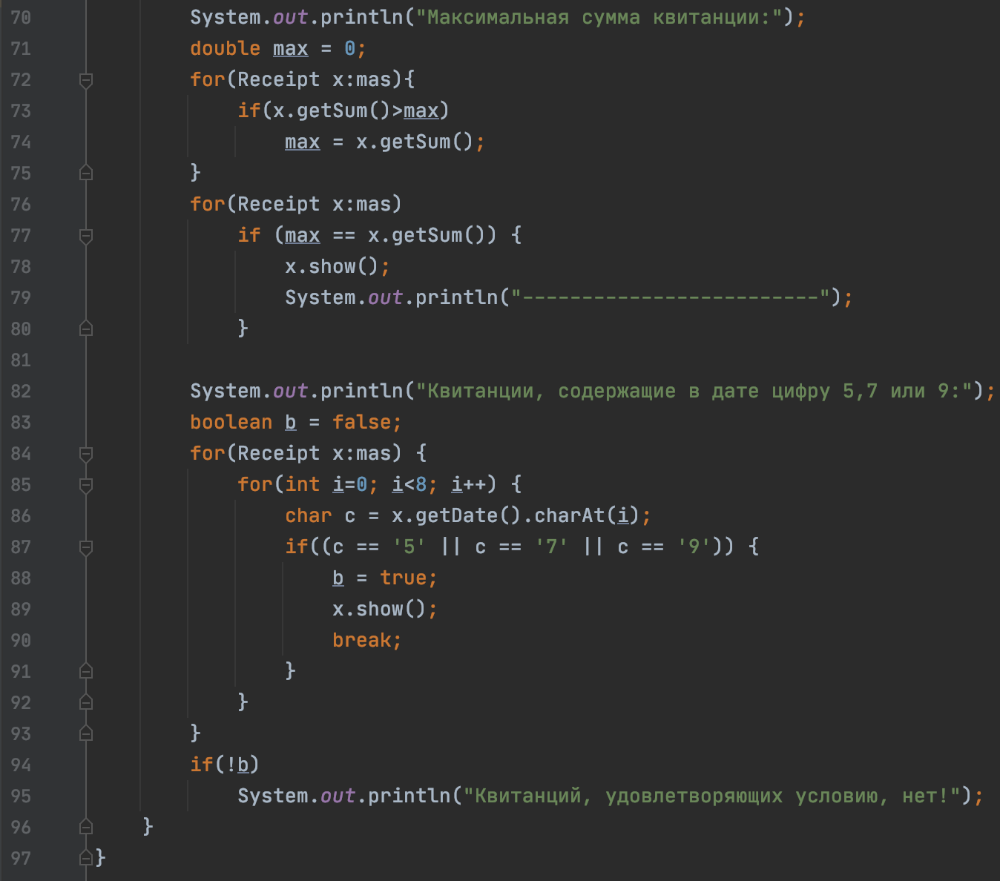 70 System.out.println("Максимальная сумма квитанции:");
71 double max = 0;
72 for(Receipt x:mas){
73 if(x.getSum()>max)
74 max = x.getSum();
75 }
76 for(Receipt x:mas)
77 if (max == x.getSum()) {
78 x.show();
79 System.out.println("-------------------------");
80 }
81
82 System.out.println("Квитанции, содержащие в дате цифру 5,7 или 9:");
83 boolean b = false;
84 for(Receipt x:mas) {
85 for(int i=0; i<8; i++) {
86 char c = x.getDate().charAt(i);
87 if((c == '5' || c == '7' || c == '9')) {
88 b = true;
89 x.show();
90 break;
91 }
92 }
93 }
94 if(!b)
95 System.out.println("Квитанций, удовлетворяющих условию, нет!");
96 }
97 }